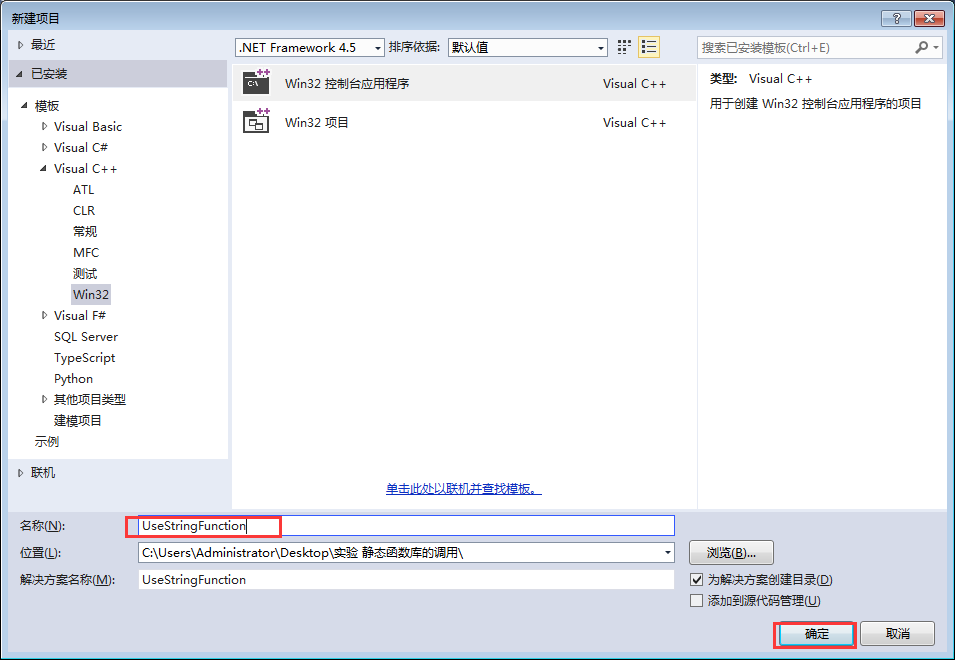 新建项目
最近
.NET Framework 4.5 排序依据: 默认值
搜索已安装模板(Ctrl+E)
已安装
模板
Visual Basic
Visual C#
Visual C++
ATL
CLR
常规
MFC
测试
Win32
Visual F#
SQL Server
TypeScript
Python
其他项目类型
建模项目
示例
联机
Win32 控制台应用程序 Visual C++
Win32 项目 Visual C++
单击此处以联机并查找模板。
类型: Visual C++
用于创建 Win32 控制台应用程序的项目
名称(N): UseStringFunction
位置(L): C:\Users\Administrator\Desktop\实验 静态函数库的调用\ 浏览(B)...
解决方案名称(M): UseStringFunction
为解决方案创建目录(D)
添加到源代码管理(U)
确定 取消